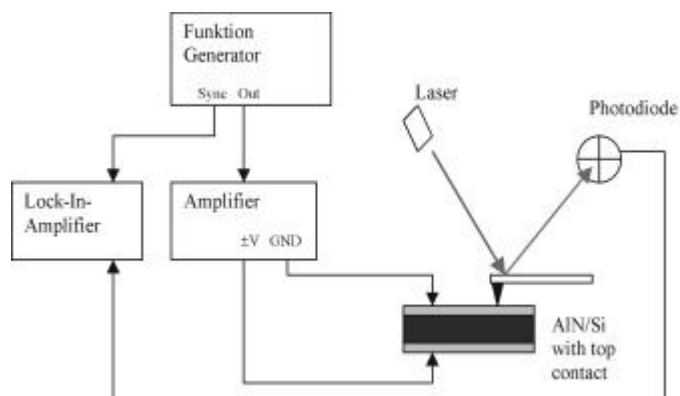 Funktion
Generator
Sync Out
Laser
Photodiode
Lock-In-
Amplifier
Amplifier
±V GND
AlN/Si
with top
contact